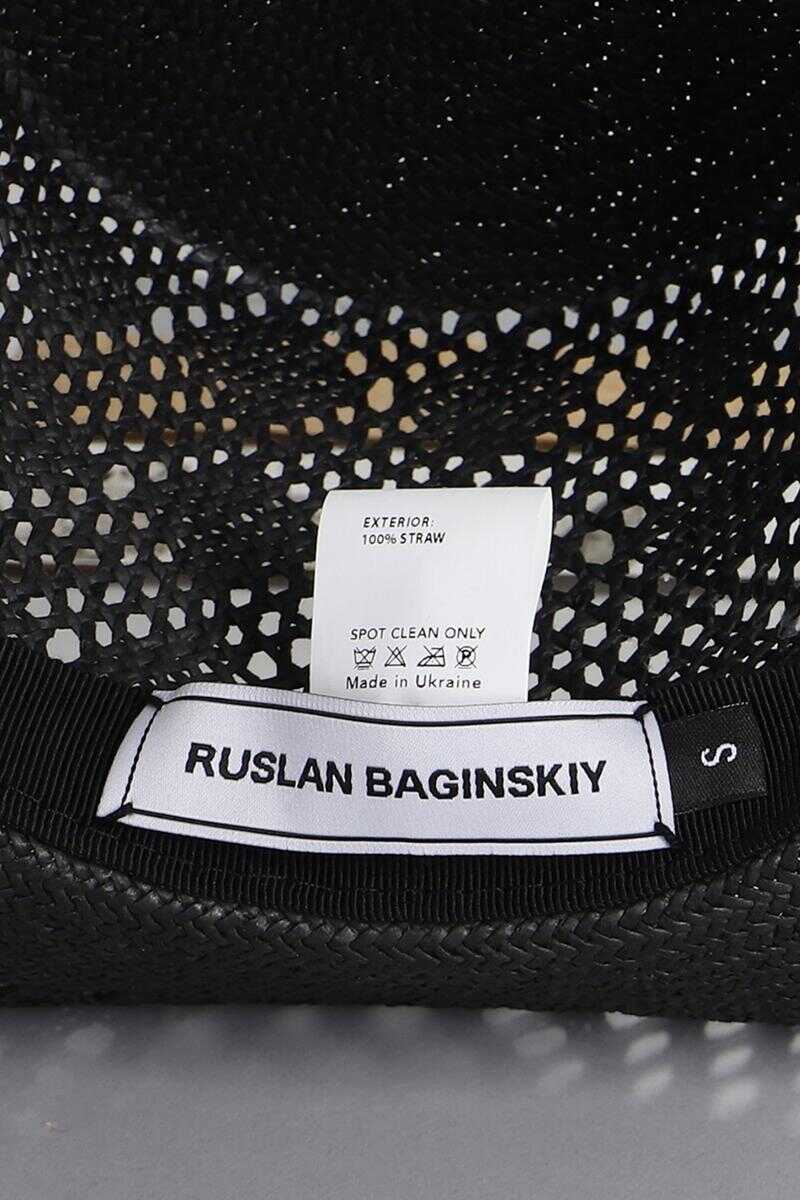 EXTERIOR:
100% STRAW
SPOT CLEAN ONLY
Made in Ukraine
RUSLAN BAGINSKIY
S